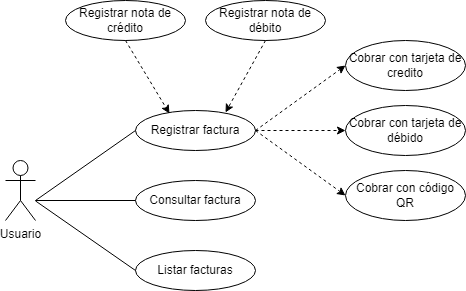 Registrar nota de
crédito
Registrar nota de
débito
Cobrar con tarjeta de
credito
Registrar factura
Cobrar con tarjeta de
débido
Cobrar con código
QR
Consultar factura
Usuario
Listar facturas